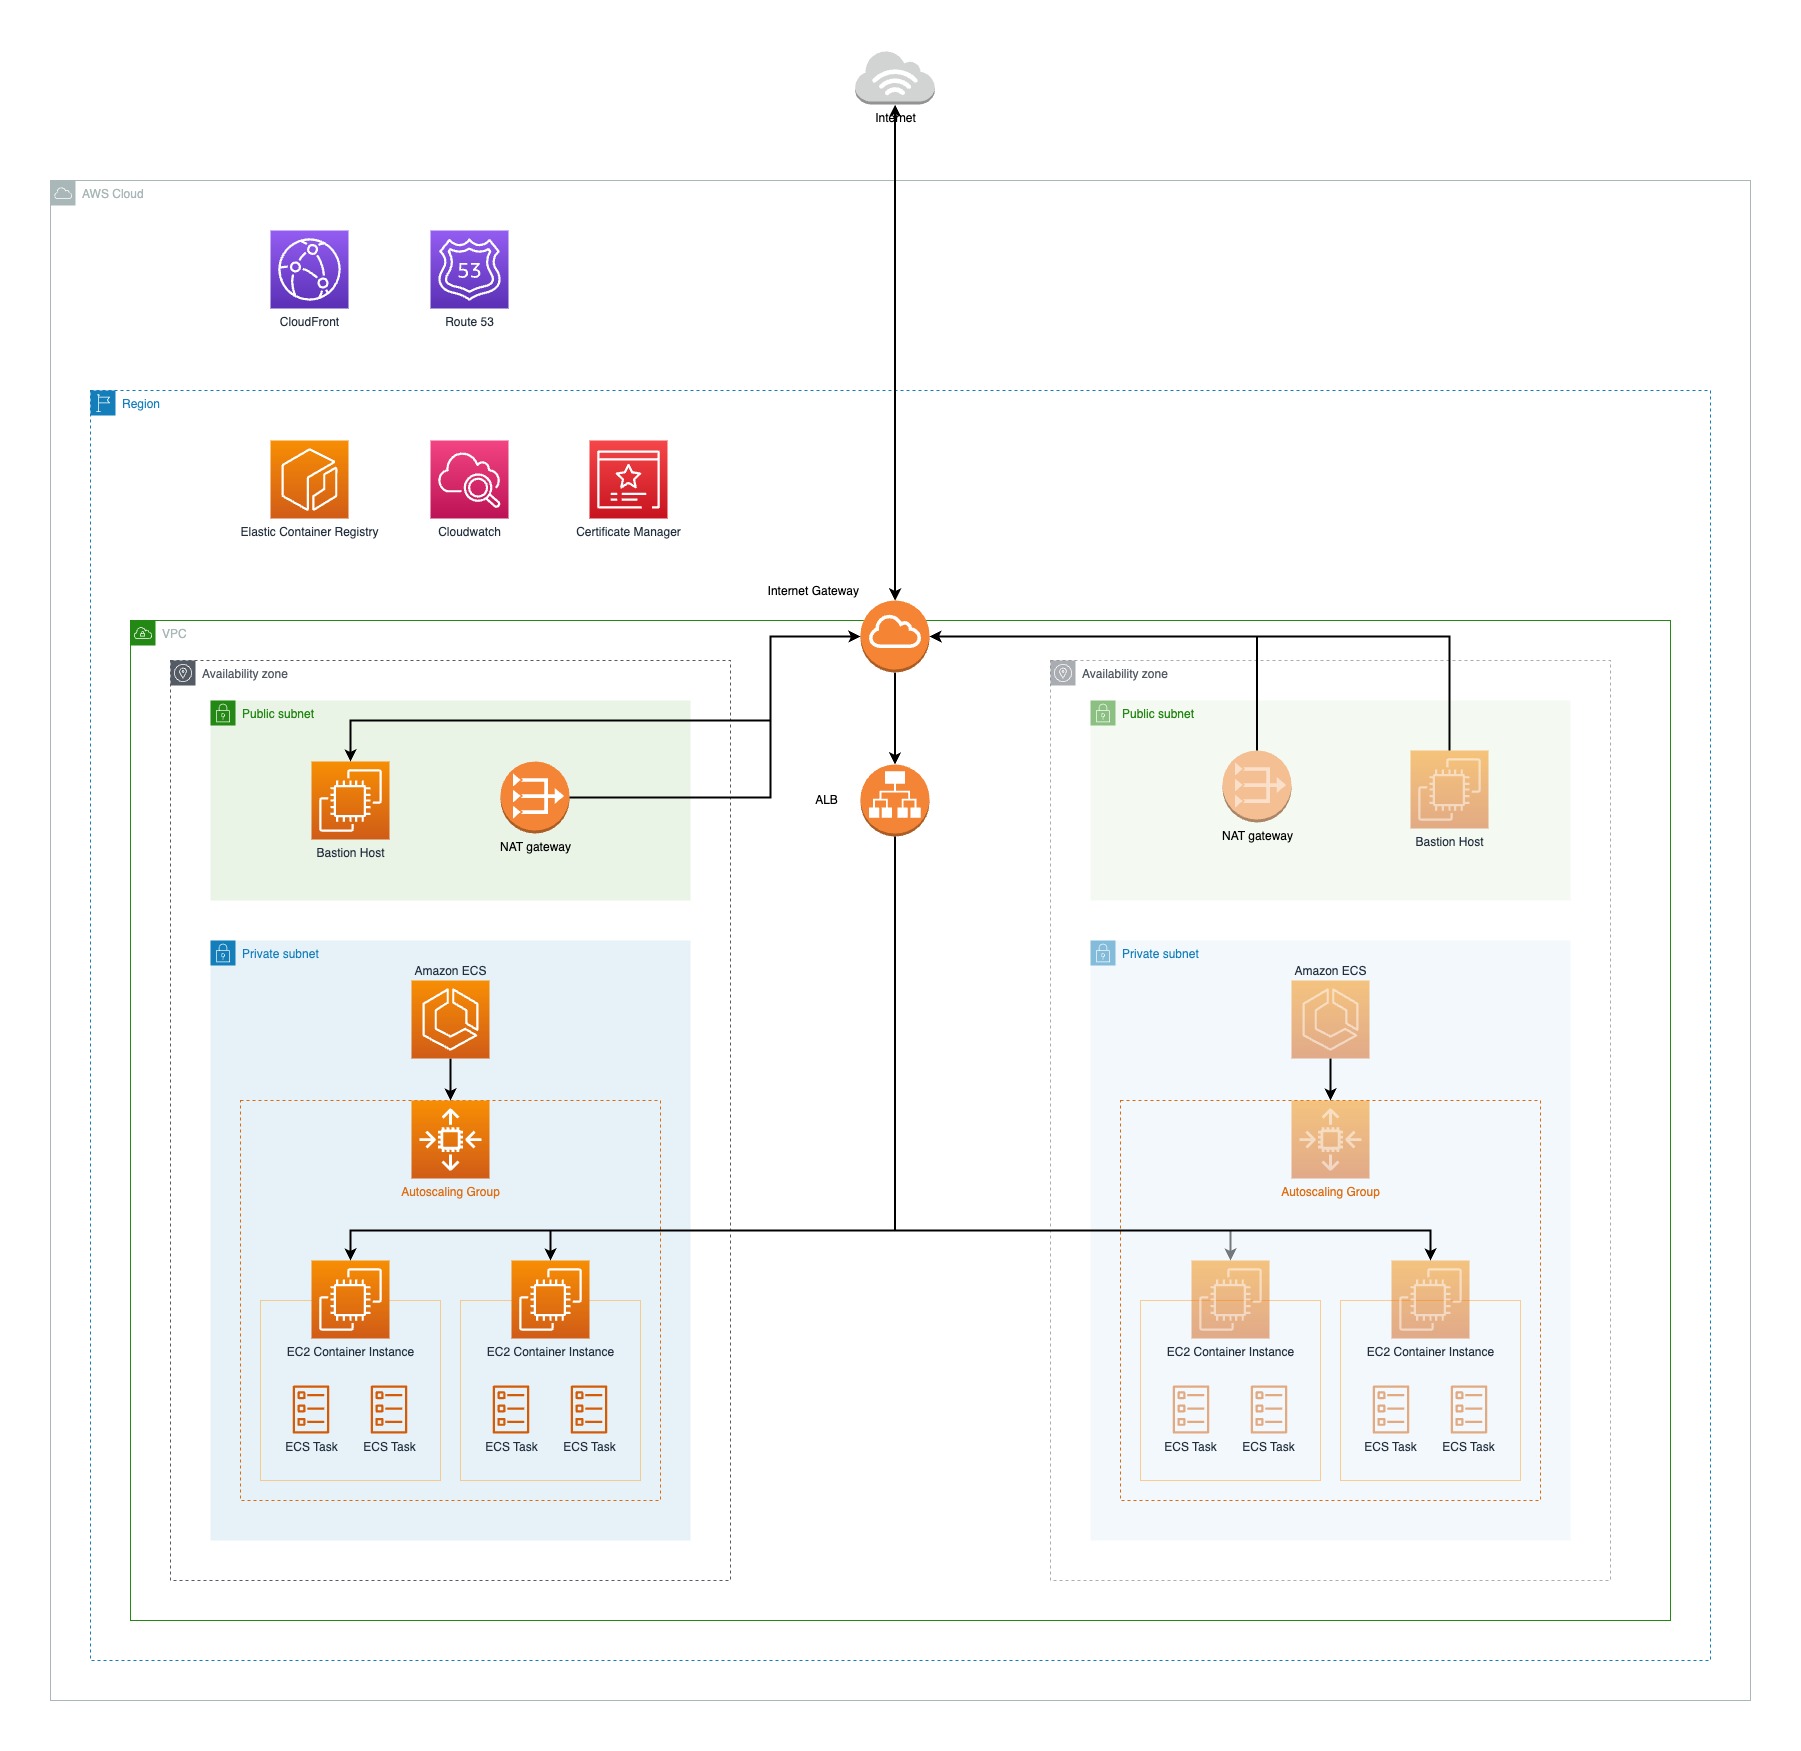 Internet
AWS Cloud
53
CloudFront
Route 53
Region
Elastic Container Registry
Cloudwatch
Certificate Manager
Internet Gateway
VPC
Availability zone
Availability zone
Public subnet
Public subnet
ALB
Bastion Host
NAT gateway
NAT gateway
Bastion Host
Private subnet
Private subnet
Amazon ECS
Amazon ECS
Autoscaling Group
Autoscaling Group
EC2 Container Instance
EC2 Container Instance
EC2 Container Instance
EC2 Container Instance
ECS Task
ECS Task
ECS Task
ECS Task
ECS Task
ECS Task
ECS Task
ECS Task